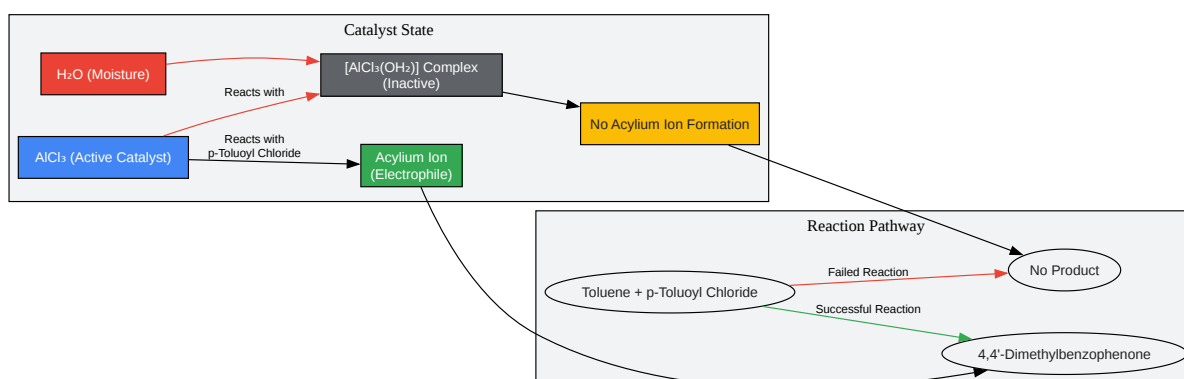 Catalyst State
H₂O (Moisture)
[AlCl₃(OH₂)] Complex
(Inactive)
Reacts with
No Acylium Ion Formation
AlCl₃ (Active Catalyst)
Reacts with
p-Toluoyl Chloride
Acylium Ion
(Electrophile)
Reaction Pathway
Toluene + p-Toluoyl Chloride
Failed Reaction
No Product
Successful Reaction
4,4'-Dimethylbenzophenone